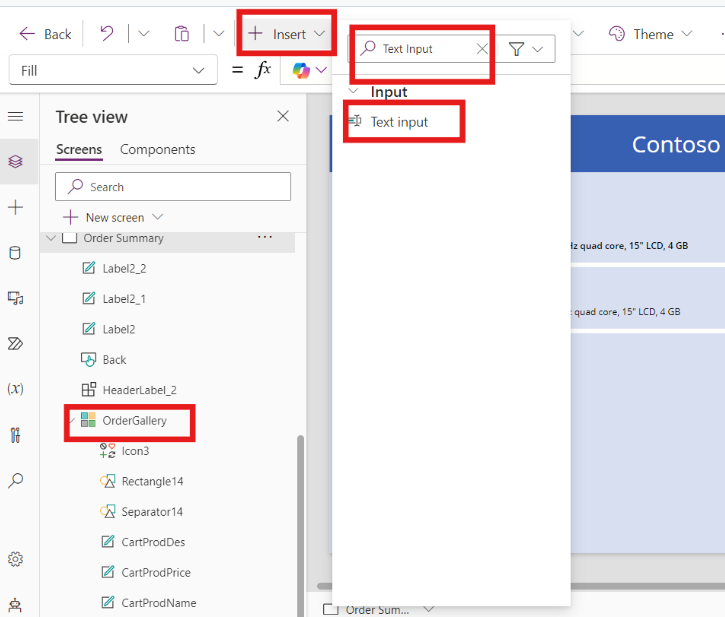 Back
Insert
Text Input
Theme
Fill
= fx
Input
Text input
Tree view
Screens
Components
Search
New screen
Order Summary
Label2_2
Label2_1
Label2
Back
HeaderLabel_2
OrderGallery
Icon3
Rectangle14
Separator14
CartProdDes
CartProdPrice
CartProdName
(x)
Contoso
quad core, 15" LCD, 4 GB
quad core, 15" LCD, 4 GB
Order Sum...